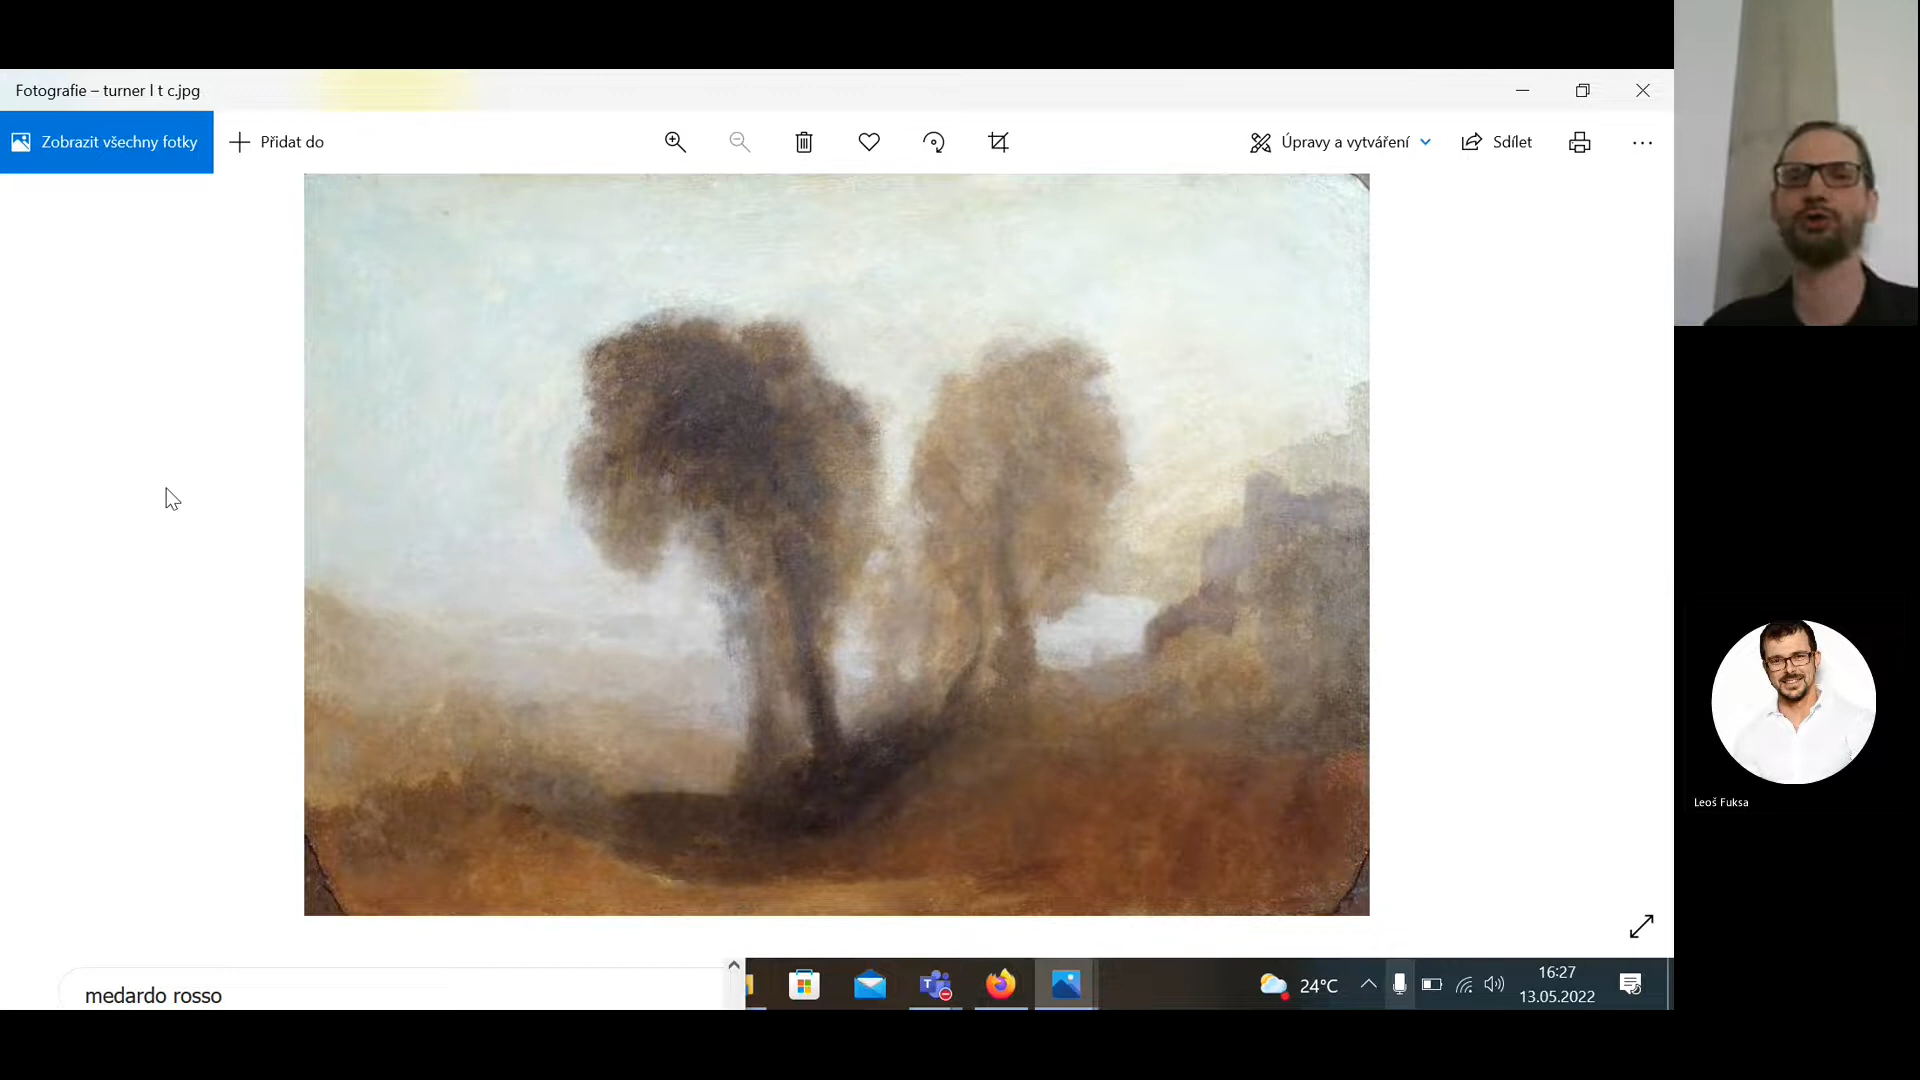 Fotografie – turner l t c.jpg
Zobrazit všechny fotky
Přidat do
Úpravy a vytváření
Sdílet
Leoš Fuksa
medardo rosso
24°C
16:27
13.05.2022